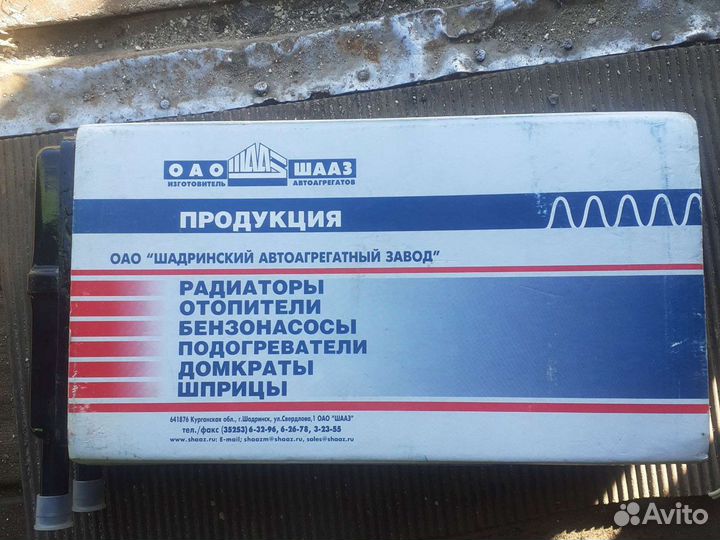 ОАО ШААЗ ШААЗ
ИЗГОТОВИТЕЛЬ АВТОАГРЕГАТОВ
ПРОДУКЦИЯ
ОАО "ШАДРИНСКИЙ АВТОАГРЕГАТНЫЙ ЗАВОД"
РАДИАТОРЫ
ОТОПИТЕЛИ
БЕНЗОНАСОСЫ
ПОДОГРЕВАТЕЛИ
ДОМКРАТЫ
ШПРИЦЫ
641876 Курганская обл., г.Шадринск, ул.Свердлова,1 ОАО "ШААЗ"
тел./факс (35253) 6-32-96, 6-26-78, 3-23-55
www.shaaz.ru: E-mail; shaazm@shaaz.ru, sales@shaaz.ru
Avito